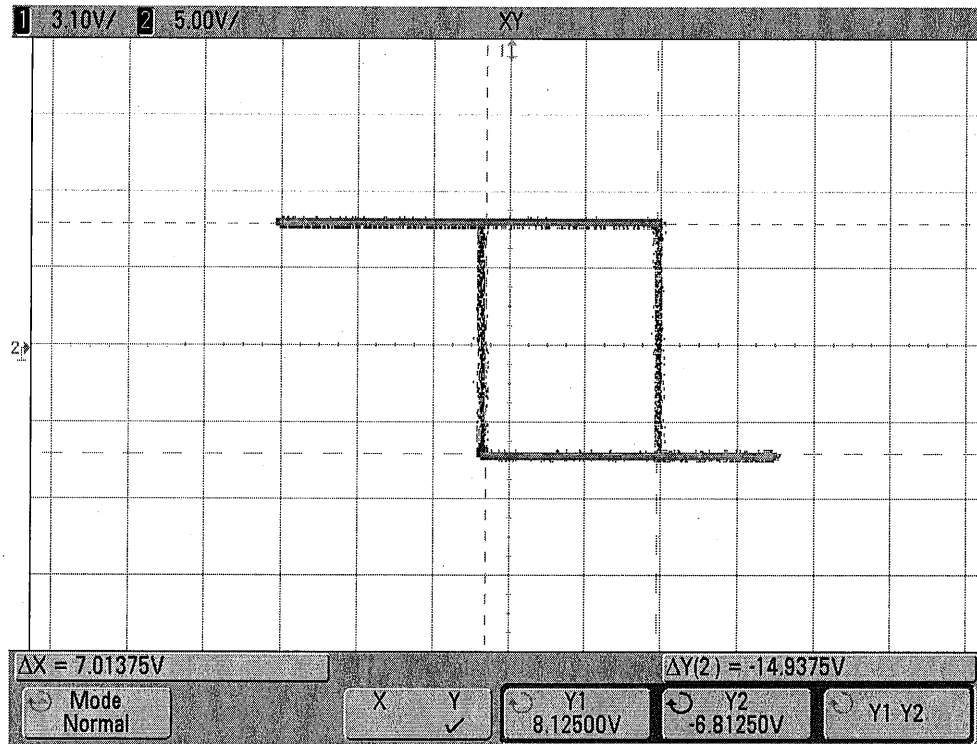 1 3.10V/ 2 5.00V/ XY
2
ΔX = 7.01375V ΔY(2) = -14.9375V
Mode X Y Y1 Y2 Y1 Y2
Normal ✓ 8.12500V -6.81250V